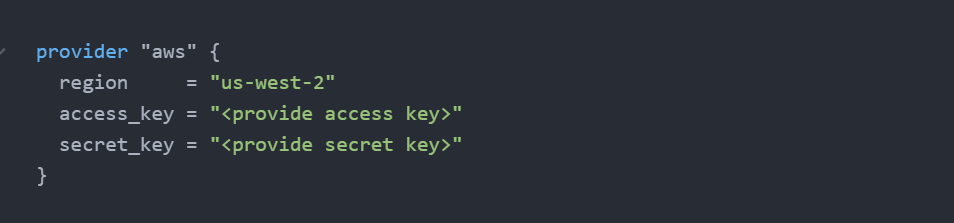 provider "aws" {
  region     = "us-west-2"
  access_key = "<provide access key>"
  secret_key = "<provide secret key>"
}